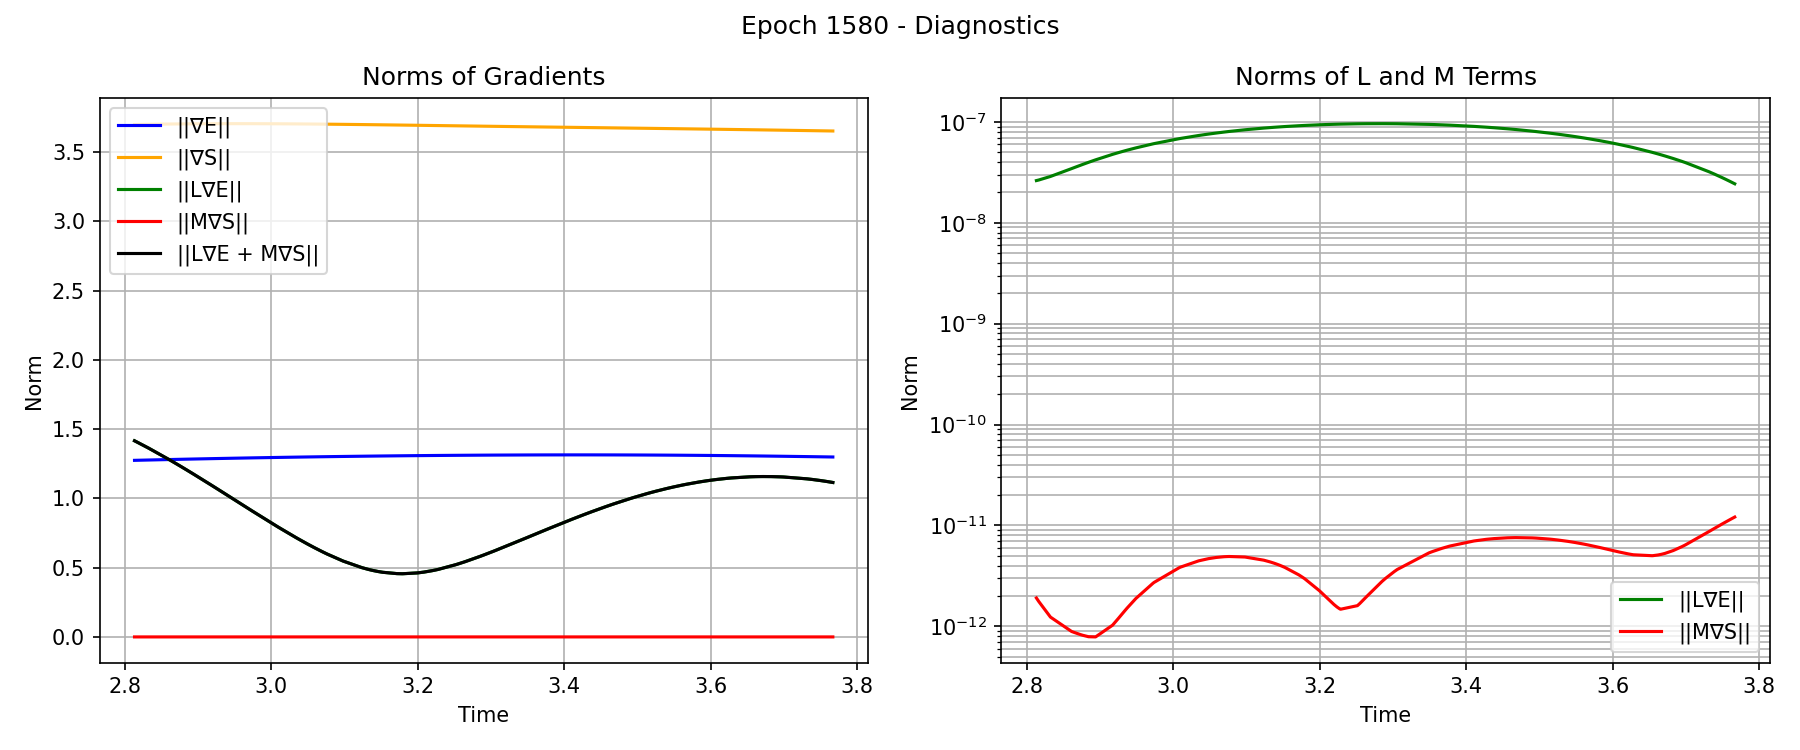 Epoch 1580 - Diagnostics
Norms of Gradients
||∇E||
||∇S||
||L∇E||
||M∇S||
||L∇E + M∇S||
3.5
3.0
2.5
2.0
1.5
1.0
0.5
0.0
Norm
2.8 3.0 3.2 3.4 3.6 3.8
Time
Norms of L and M Terms
10⁻⁷
10⁻⁸
10⁻⁹
10⁻¹⁰
10⁻¹¹
10⁻¹²
Norm
||L∇E||
||M∇S||
2.8 3.0 3.2 3.4 3.6 3.8
Time